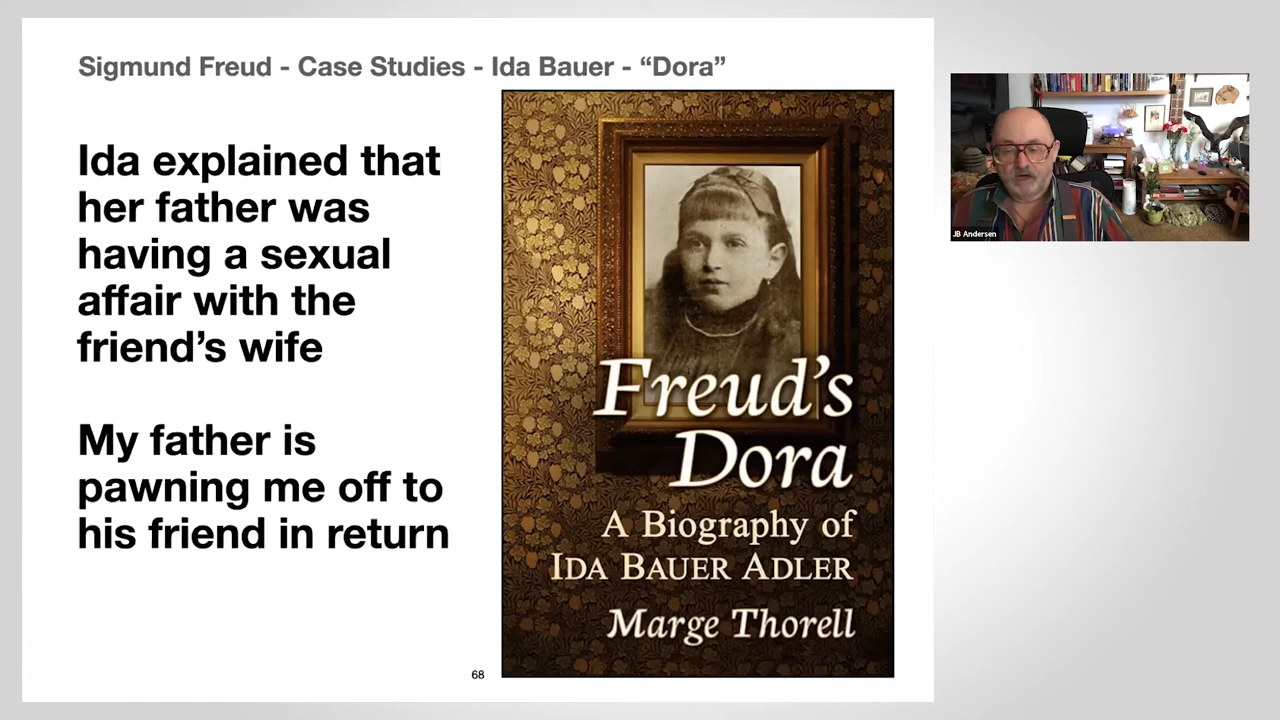 Sigmund Freud - Case Studies - Ida Bauer - “Dora”
Ida explained that
her father was
having a sexual
affair with the
friend’s wife
My father is
pawning me off to
his friend in return
Freud’s
Dora
A Biography of
IDA BAUER ADLER
Marge Thorell
68
JB Andersen